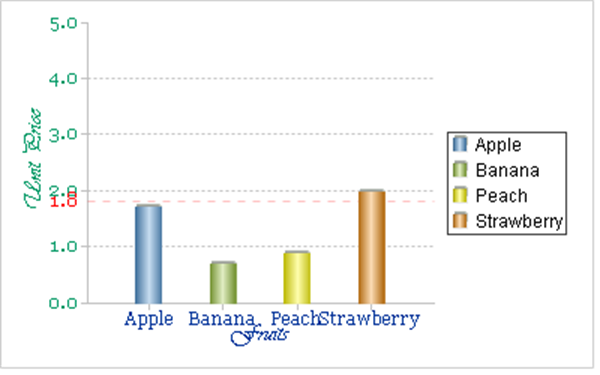 5.0
4.0
3.0
2.0
1.8
1.0
0.0
Unit Price
Apple Banana Peach Strawberry
Fruits
Apple
Banana
Peach
Strawberry